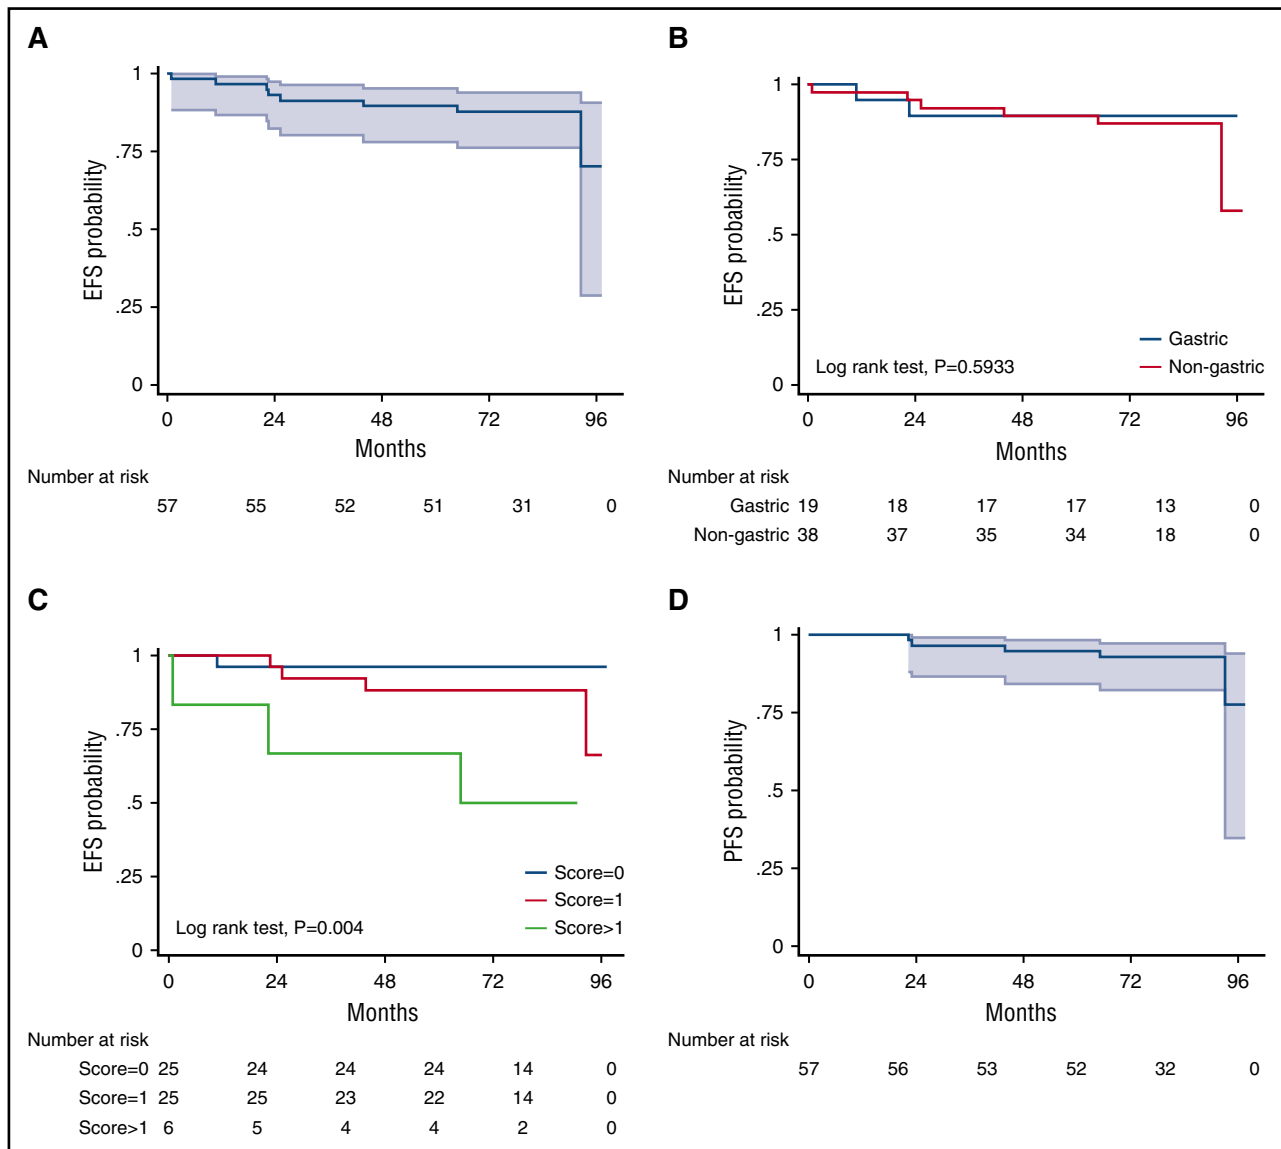 A
1
.75
.5
.25
0
EFS probability
0 24 48 72 96
Months
Number at risk
57 55 52 51 31 0
B
1
.75
.5
.25
0
EFS probability
Gastric
Non-gastric
Log rank test, P=0.5933
0 24 48 72 96
Months
Number at risk
Gastric 19 18 17 17 13 0
Non-gastric 38 37 35 34 18 0
C
1
.75
.5
.25
0
EFS probability
Score=0
Score=1
Score>1
Log rank test, P=0.004
0 24 48 72 96
Months
Number at risk
Score=0 25 24 24 24 14 0
Score=1 25 25 23 22 14 0
Score>1 6 5 4 4 2 0
D
1
.75
.5
.25
0
PFS probability
0 24 48 72 96
Months
Number at risk
57 56 53 52 32 0